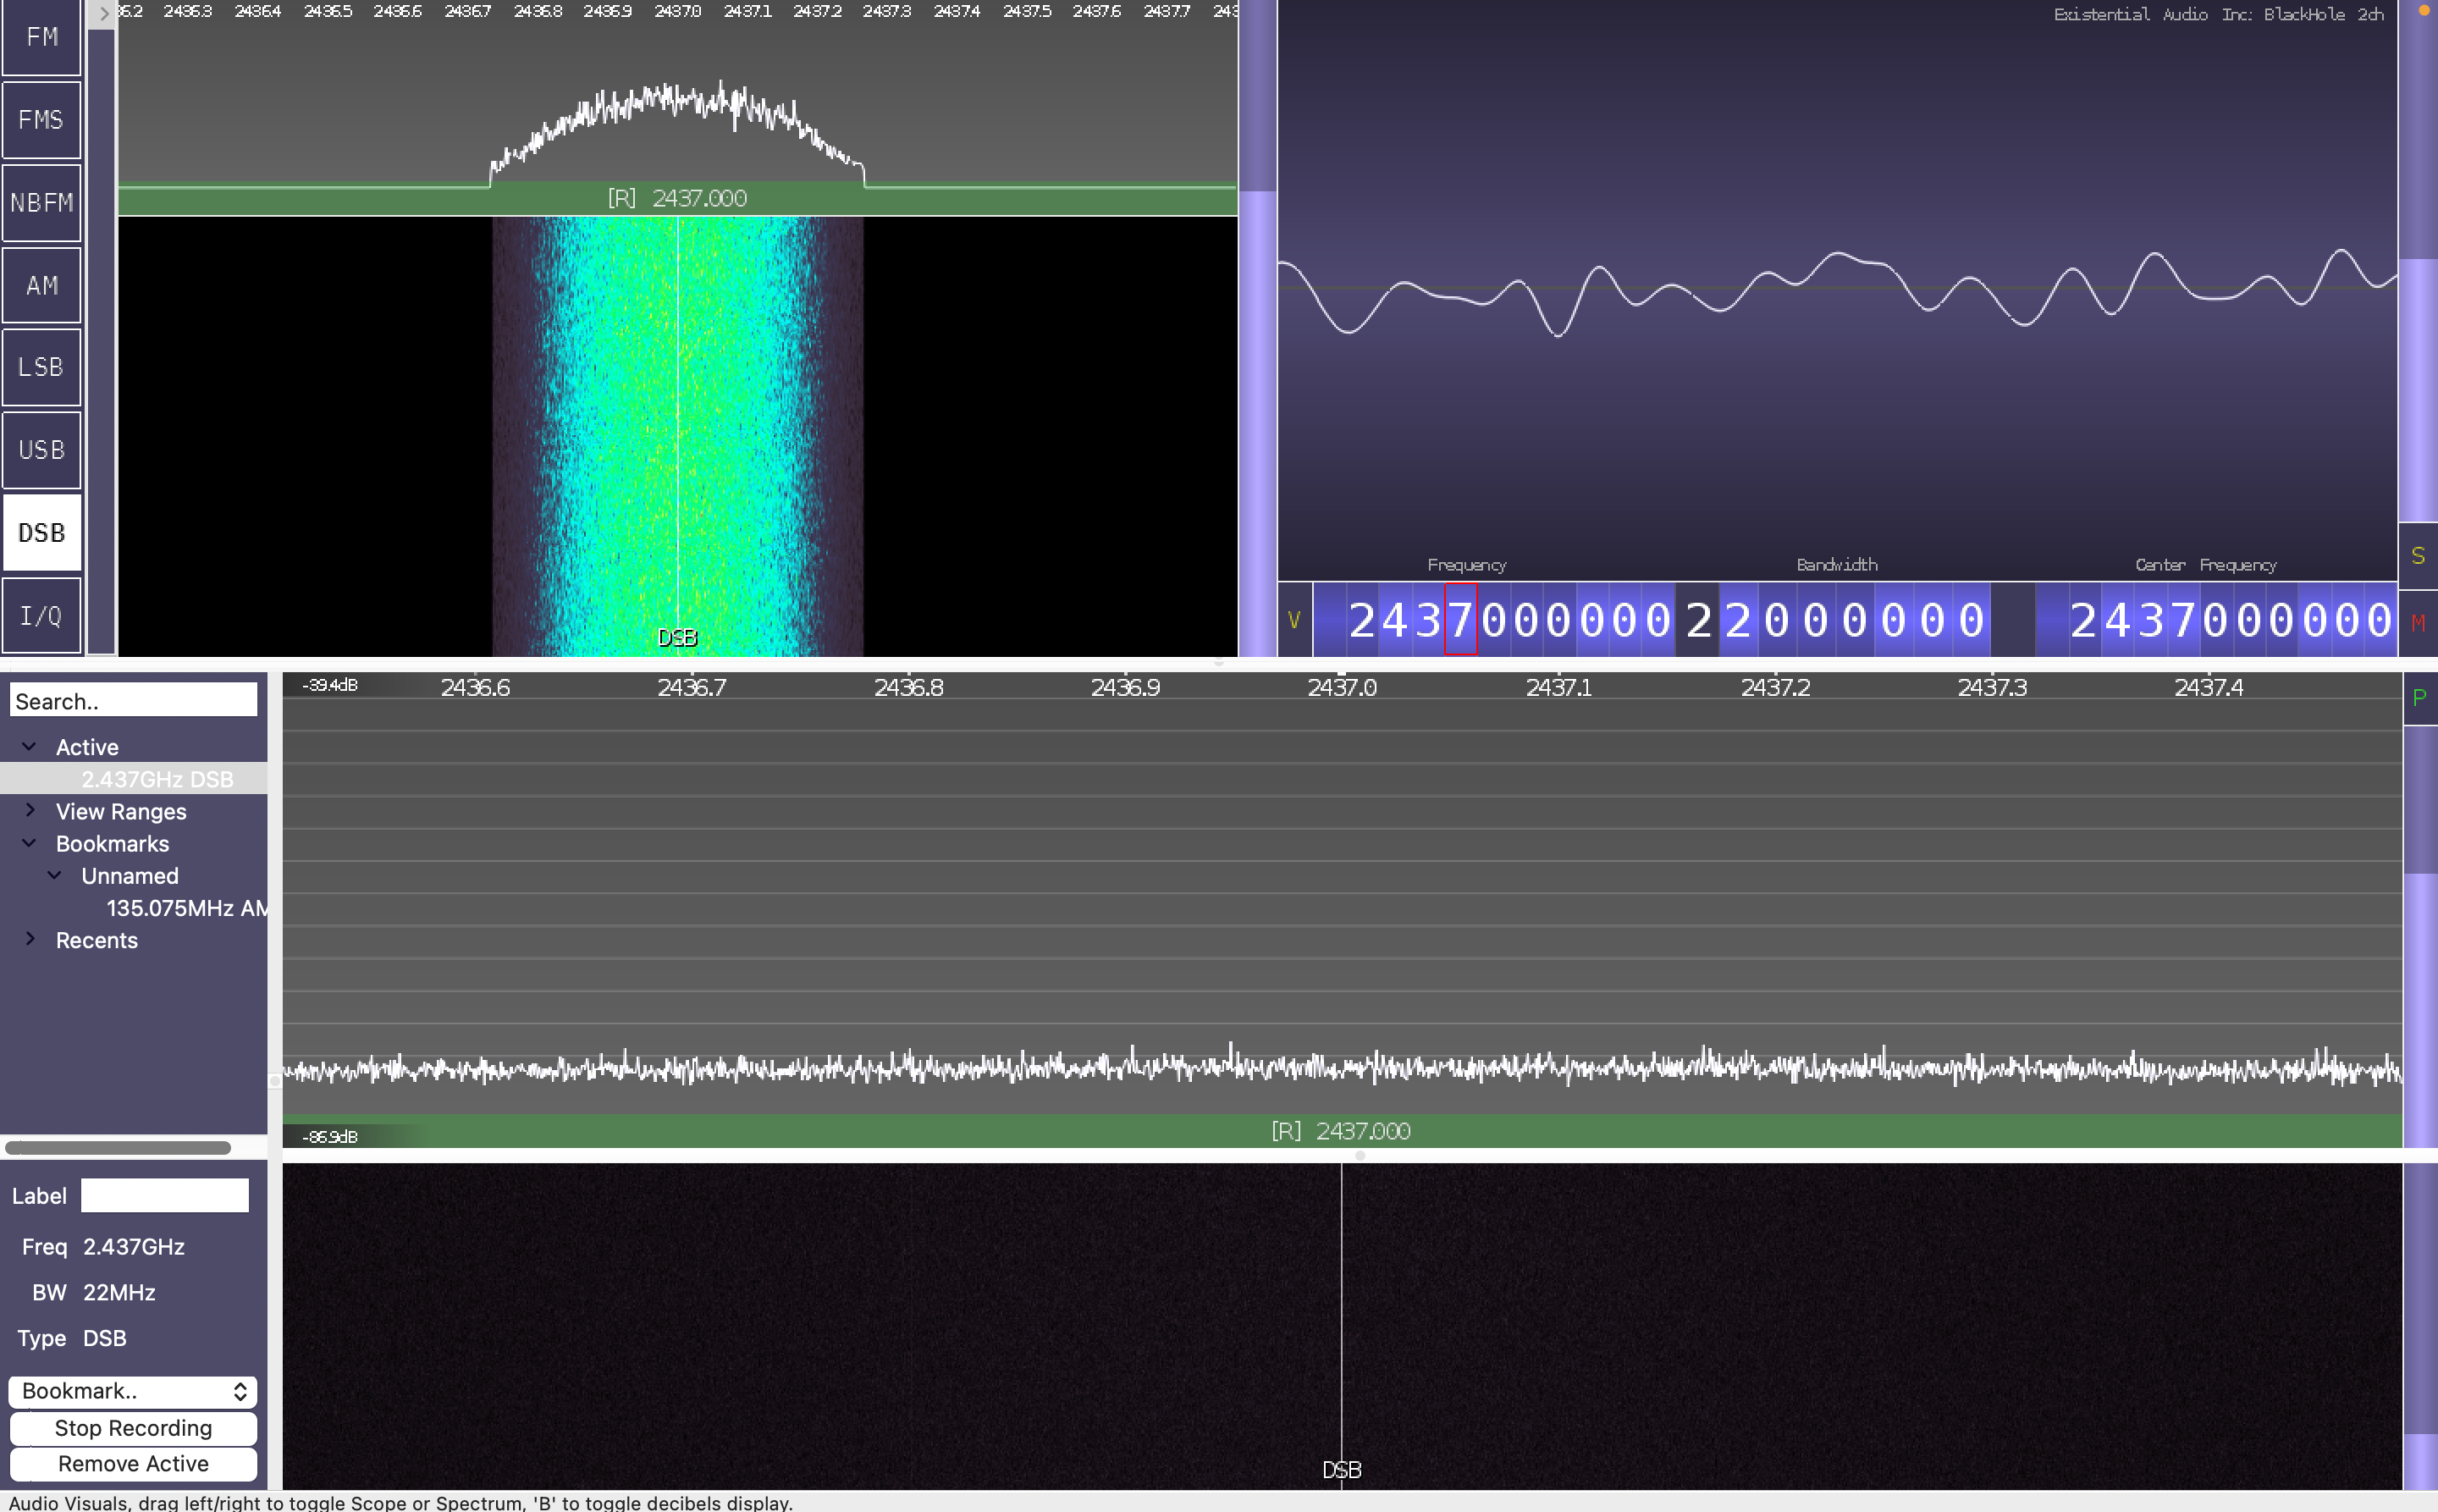 FM
FMS
NBFM
AM
LSB
USB
DSB
I/Q
>
2436.3 2436.4 2436.5 2436.6 2436.7 2436.8 2436.9 2437.0 2437.1 2437.2 2437.3 2437.4 2437.5 2437.6 2437.7
[R] 2437.000
DSB
Existential Audio Inc: BlackHole 2ch
Frequency Bandwidth Center Frequency
V 2437000000 22000000 2437000000
S
M
Search..
Active
2.437GHz DSB
View Ranges
Bookmarks
Unnamed
135.075MHz AM
Recents
-39.4dB 2436.6 2436.7 2436.8 2436.9 2437.0 2437.1 2437.2 2437.3 2437.4
P
-86.9dB
[R] 2437.000
Label
Freq 2.437GHz
BW 22MHz
Type DSB
Bookmark..
Stop Recording
Remove Active
DSB
Audio Visuals, drag left/right to toggle Scope or Spectrum, 'B' to toggle decibels display.